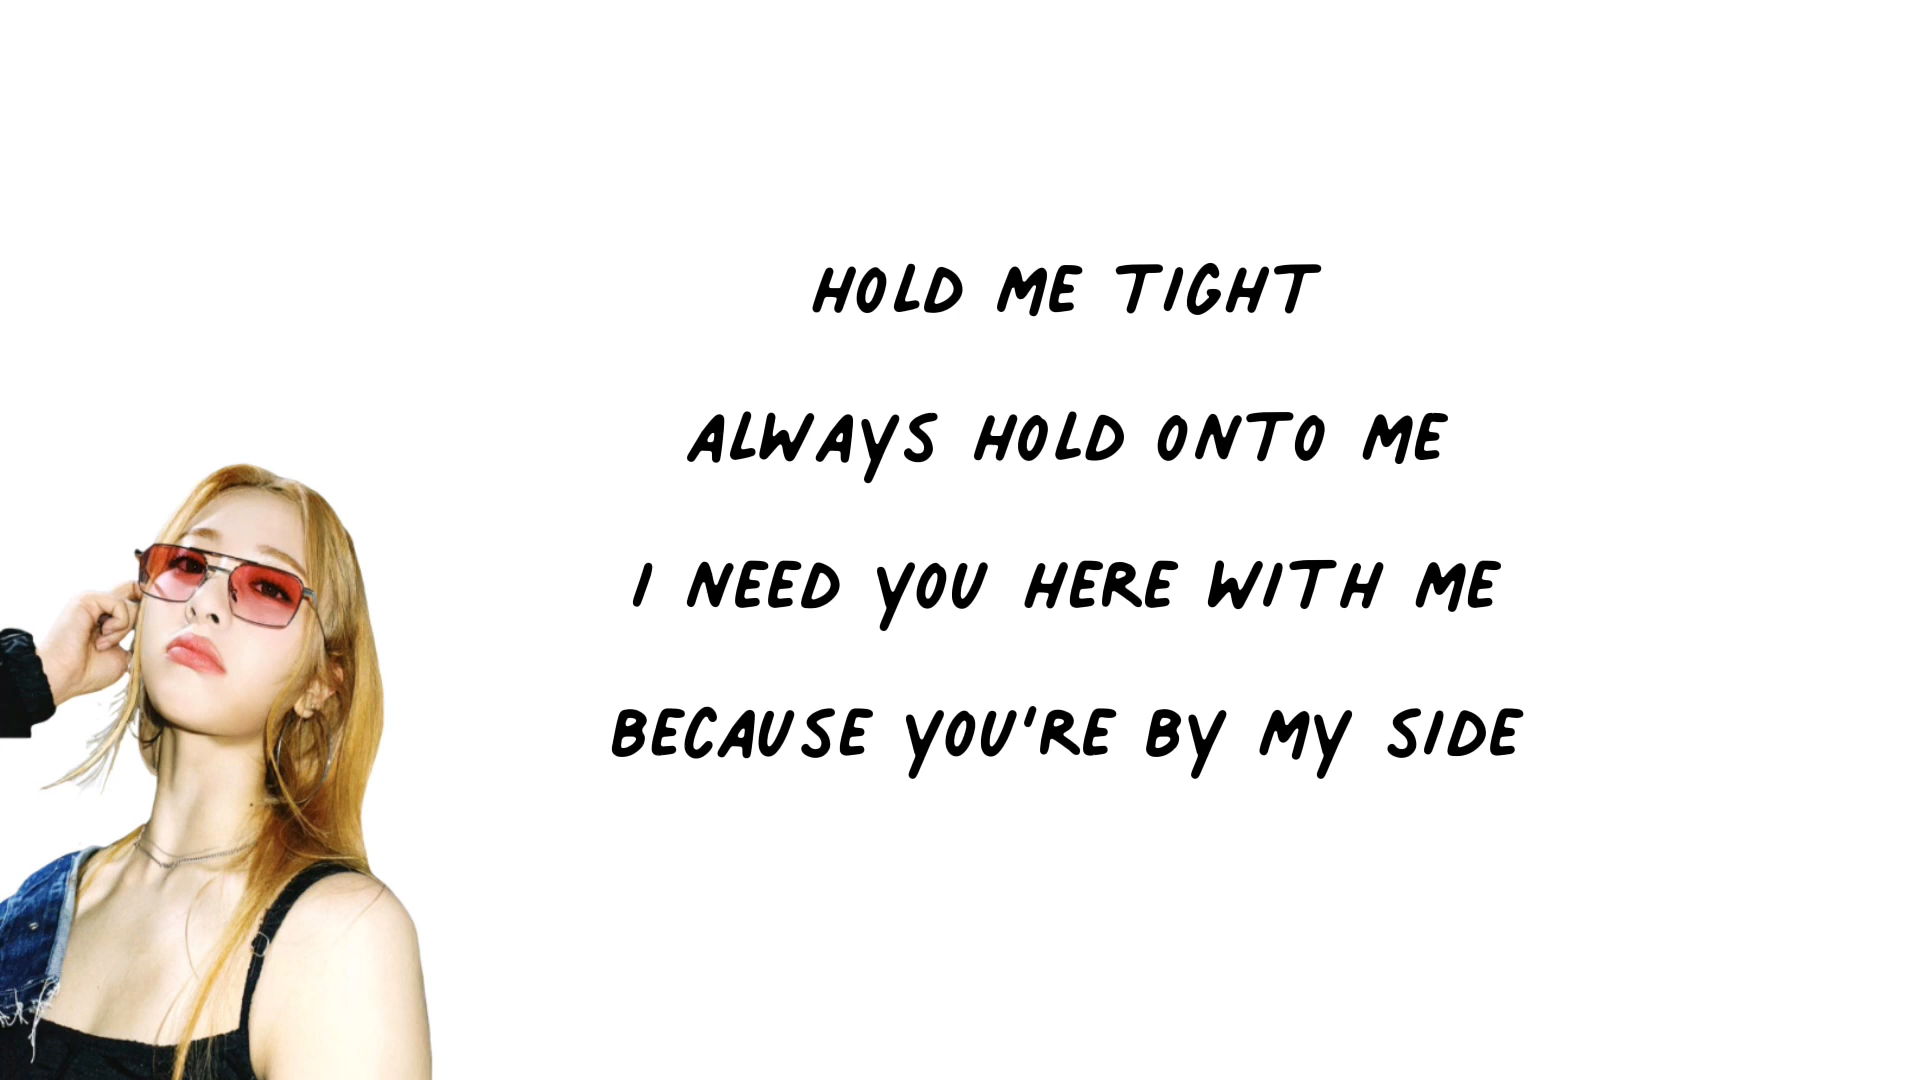 HOLD ME TIGHT
ALWAYS HOLD ONTO ME
I NEED YOU HERE WITH ME
BECAUSE YOU'RE BY MY SIDE